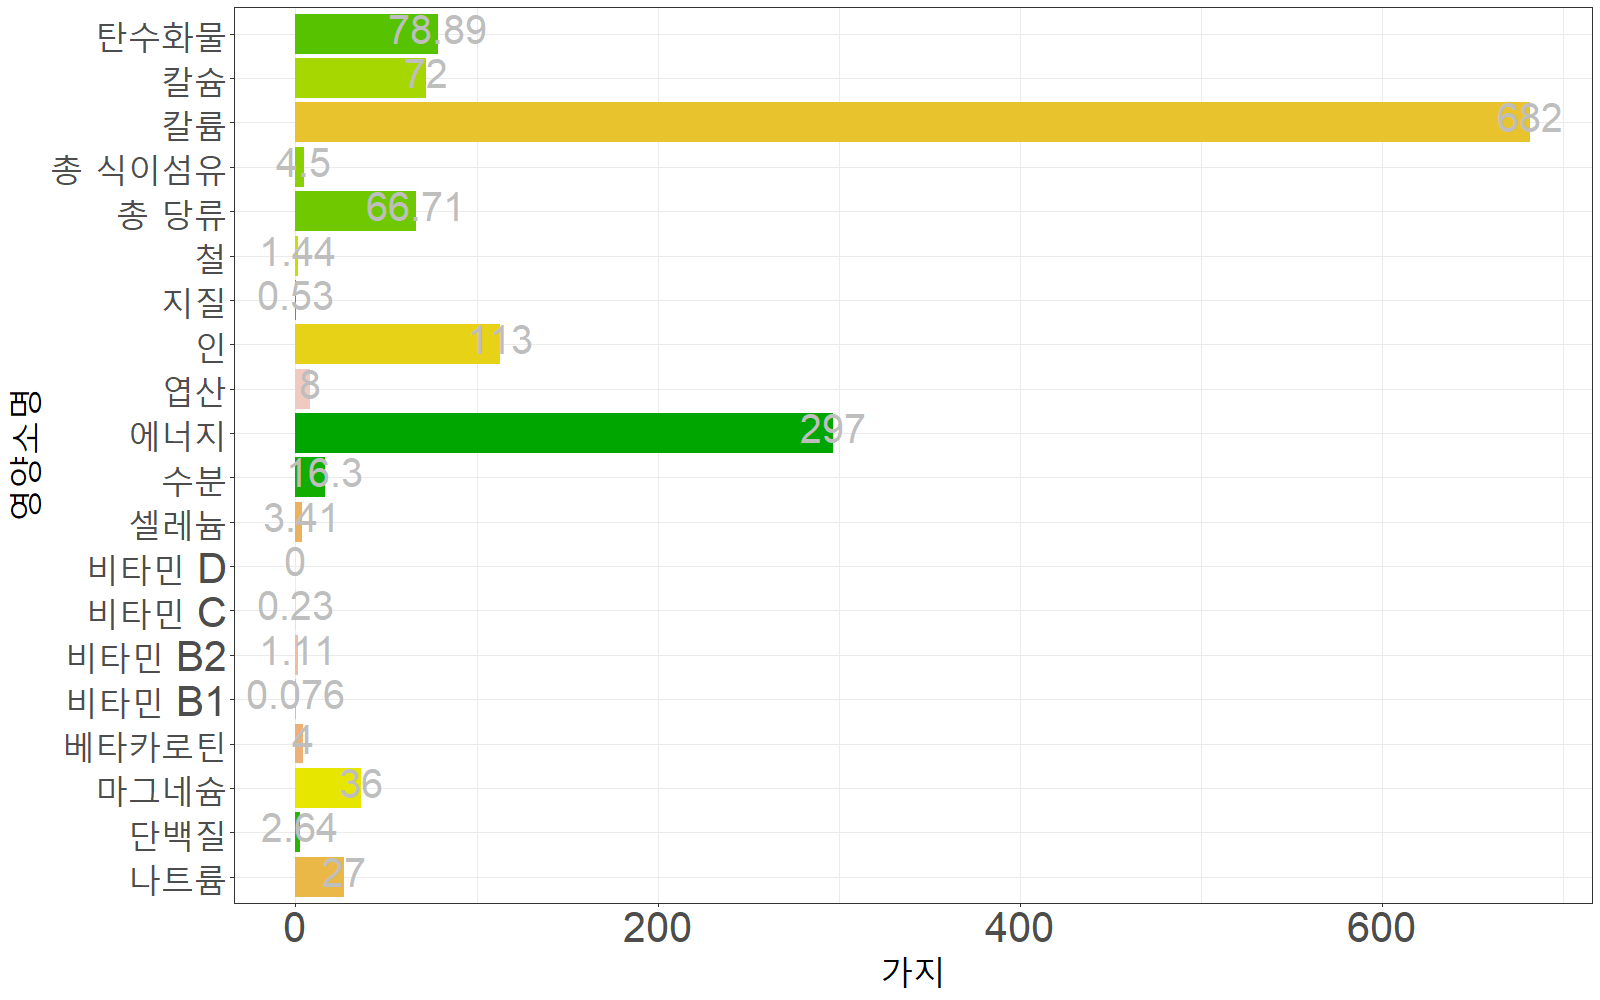 탄수화물 78.89
칼슘 72
칼륨 682
총 식이섬유 4.5
총 당류 66.71
철 1.44
지질 0.53
인 113
엽산 8
에너지 297
수분 16.3
셀레늄 3.41
비타민 D 0
비타민 C 0.23
비타민 B2 1.11
비타민 B1 0.076
베타카로틴 4
마그네슘 36
단백질 2.64
나트륨 27
영양소명
0 200 400 600
가지